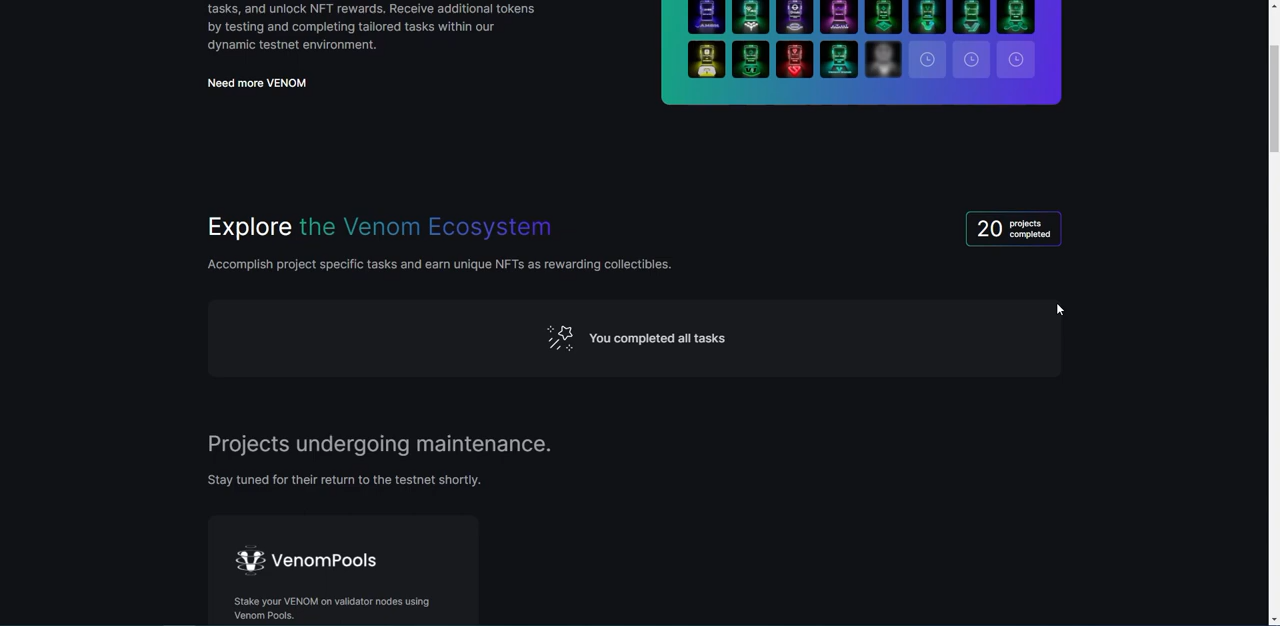 tasks, and unlock NFT rewards. Receive additional tokens
by testing and completing tailored tasks within our
dynamic testnet environment.
Need more VENOM
Explore the Venom Ecosystem
20 projects
completed
Accomplish project specific tasks and earn unique NFTs as rewarding collectibles.
You completed all tasks
Projects undergoing maintenance.
Stay tuned for their return to the testnet shortly.
VenomPools
Stake your VENOM on validator nodes using
Venom Pools.